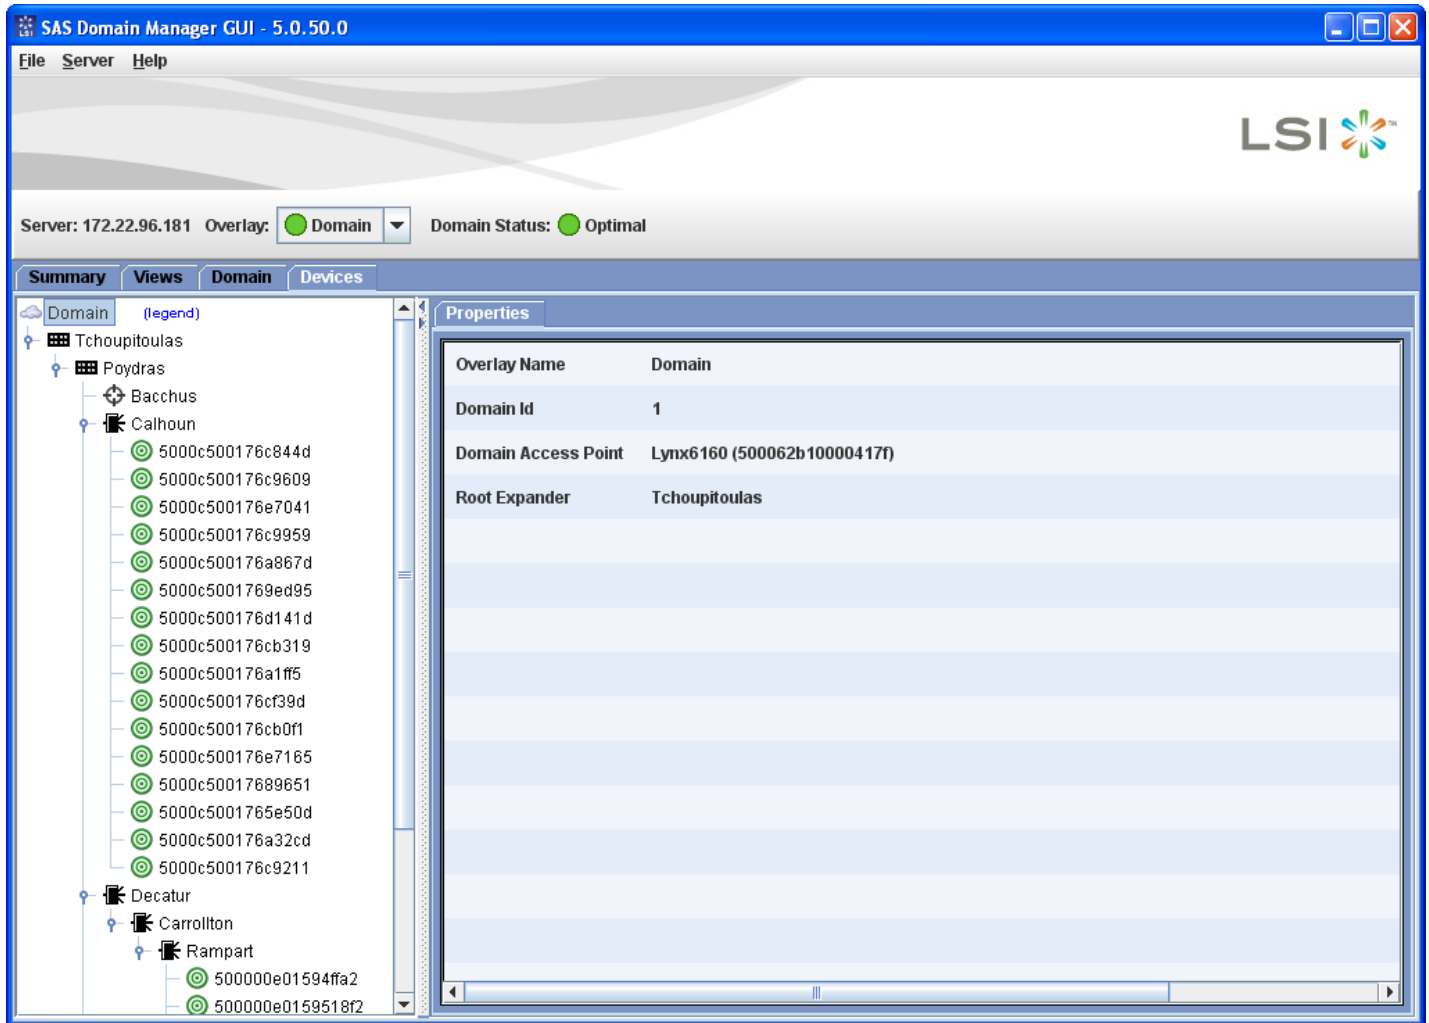 SAS Domain Manager GUI - 5.0.50.0
File Server Help
LSI™
Server: 172.22.96.181 Overlay: Domain Domain Status: Optimal
Summary Views Domain Devices
Domain (legend)
Tchoupitoulas
Poydras
Bacchus
Calhoun
5000c500176c844d
5000c500176c9609
5000c500176e7041
5000c500176c9959
5000c500176a867d
5000c5001769ed95
5000c500176d141d
5000c500176cb319
5000c500176a1ff5
5000c500176cf39d
5000c500176cb0f1
5000c500176e7165
5000c50017689651
5000c5001765e50d
5000c500176a32cd
5000c500176c9211
Decatur
Carrollton
Rampart
500000e01594ffa2
500000e0159518f2
Properties
Overlay Name Domain
Domain Id 1
Domain Access Point Lynx6160 (500062b10000417f)
Root Expander Tchoupitoulas